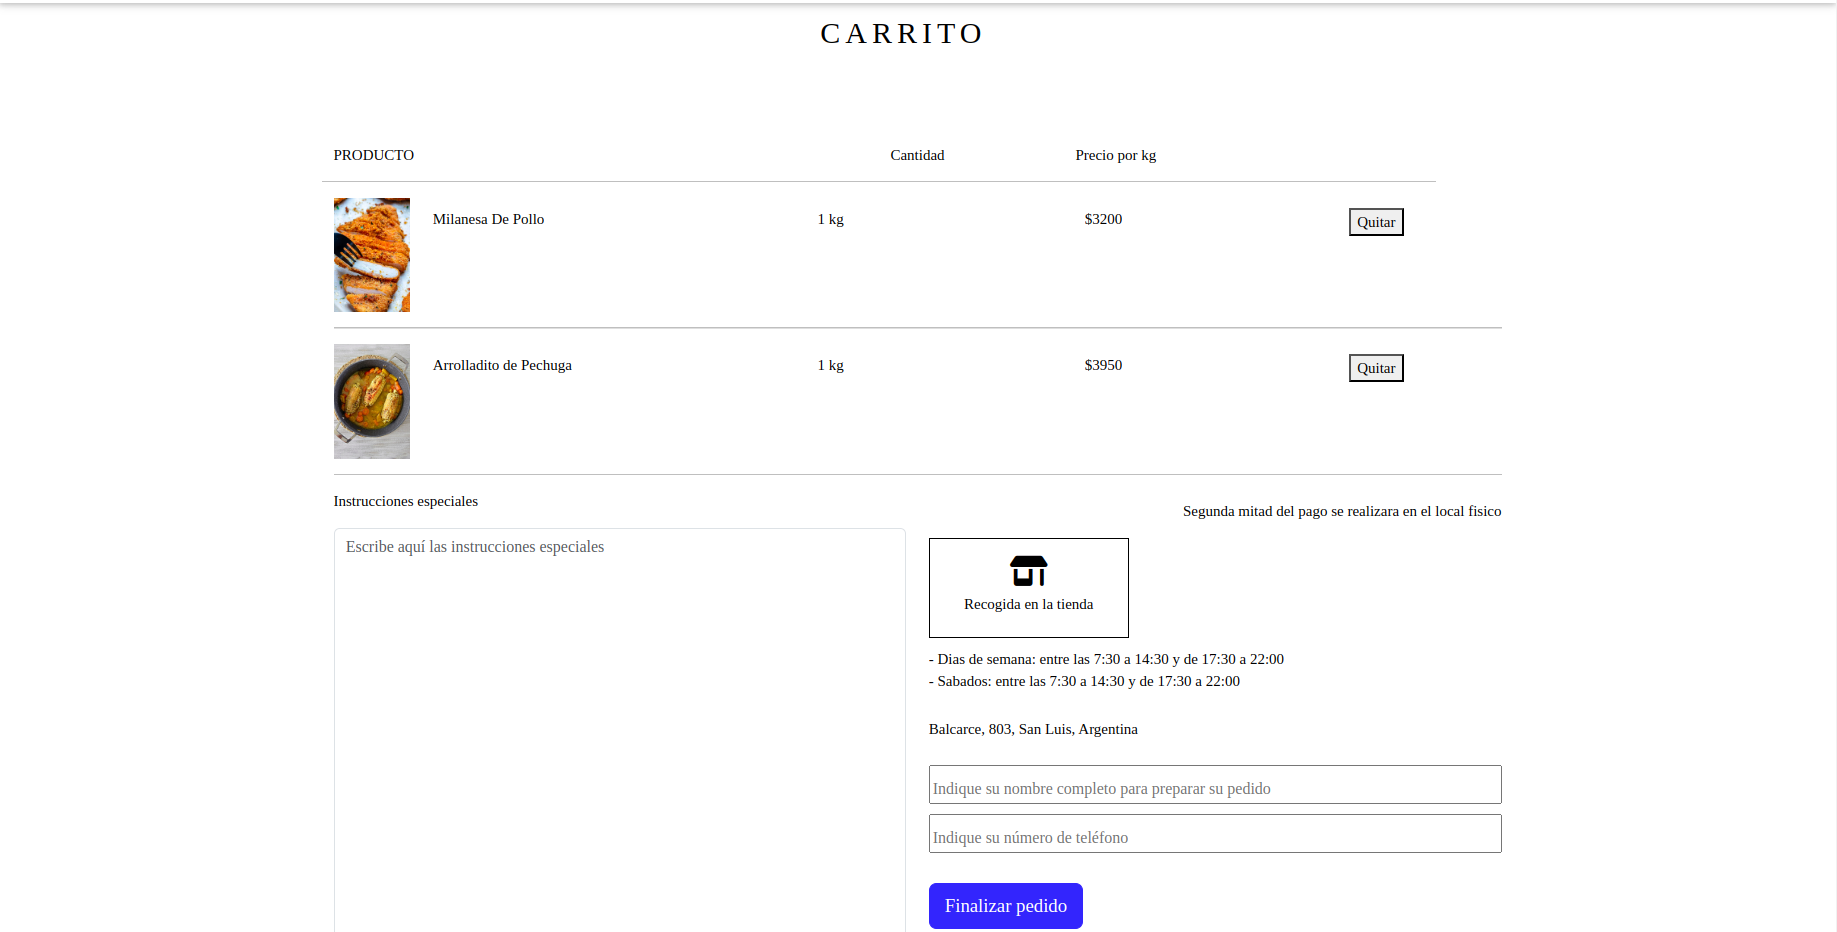 CARRITO
PRODUCTO Cantidad Precio por kg
Milanesa De Pollo 1 kg $3200 Quitar
Arrolladito de Pechuga 1 kg $3950 Quitar
Instrucciones especiales
Escribe aquí las instrucciones especiales
Segunda mitad del pago se realizara en el local fisico
Recogida en la tienda
- Dias de semana: entre las 7:30 a 14:30 y de 17:30 a 22:00
- Sabados: entre las 7:30 a 14:30 y de 17:30 a 22:00
Balcarce, 803, San Luis, Argentina
Indique su nombre completo para preparar su pedido
Indique su número de teléfono
Finalizar pedido